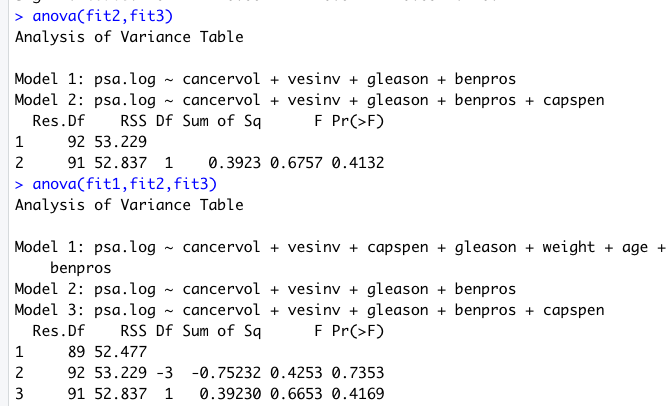 > anova(fit2,fit3)
Analysis of Variance Table

Model 1: psa.log ~ cancervol + vesinv + gleason + benpros
Model 2: psa.log ~ cancervol + vesinv + gleason + benpros + capspen
  Res.Df    RSS Df Sum of Sq      F Pr(>F)
1     92 53.229
2     91 52.837  1    0.3923 0.6757 0.4132
> anova(fit1,fit2,fit3)
Analysis of Variance Table

Model 1: psa.log ~ cancervol + vesinv + capspen + gleason + weight + age +
    benpros
Model 2: psa.log ~ cancervol + vesinv + gleason + benpros
Model 3: psa.log ~ cancervol + vesinv + gleason + benpros + capspen
  Res.Df    RSS Df Sum of Sq      F Pr(>F)
1     89 52.477
2     92 53.229 -3  -0.75232 0.4253 0.7353
3     91 52.837  1   0.39230 0.6653 0.4169